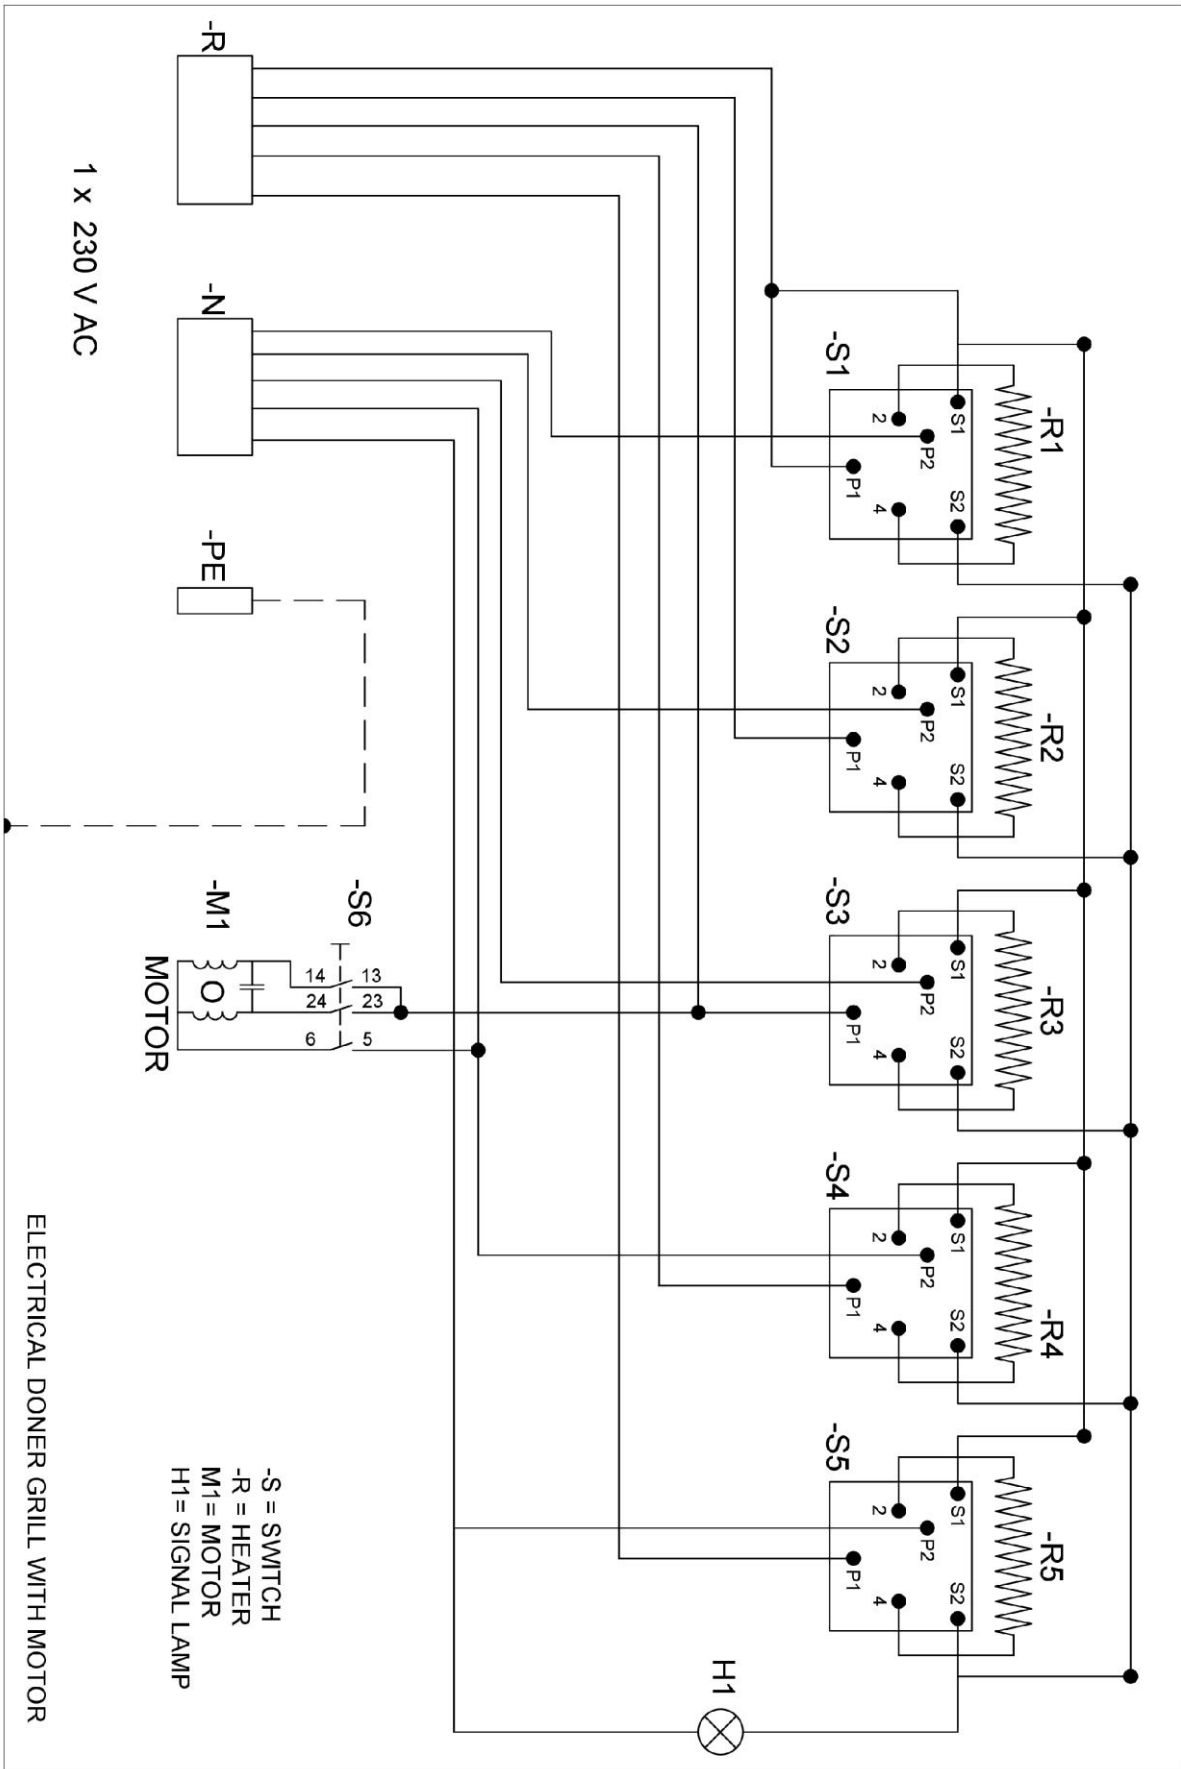 -R1
-R2
-R3
-R4
-R5
-S1
S1
S2
2
P2
4
P1
-S2
S1
S2
2
P2
4
P1
-S3
S1
S2
2
P2
4
P1
-S4
S1
S2
2
P2
4
P1
-S5
S1
S2
2
P2
4
P1
H1
-S6
13
23
5
14
24
6
-R
-N
-PE
-M1
MOTOR
1 x 230 V AC
-S = SWITCH
-R = HEATER
M1= MOTOR
H1= SIGNAL LAMP
ELECTRICAL DONER GRILL WITH MOTOR